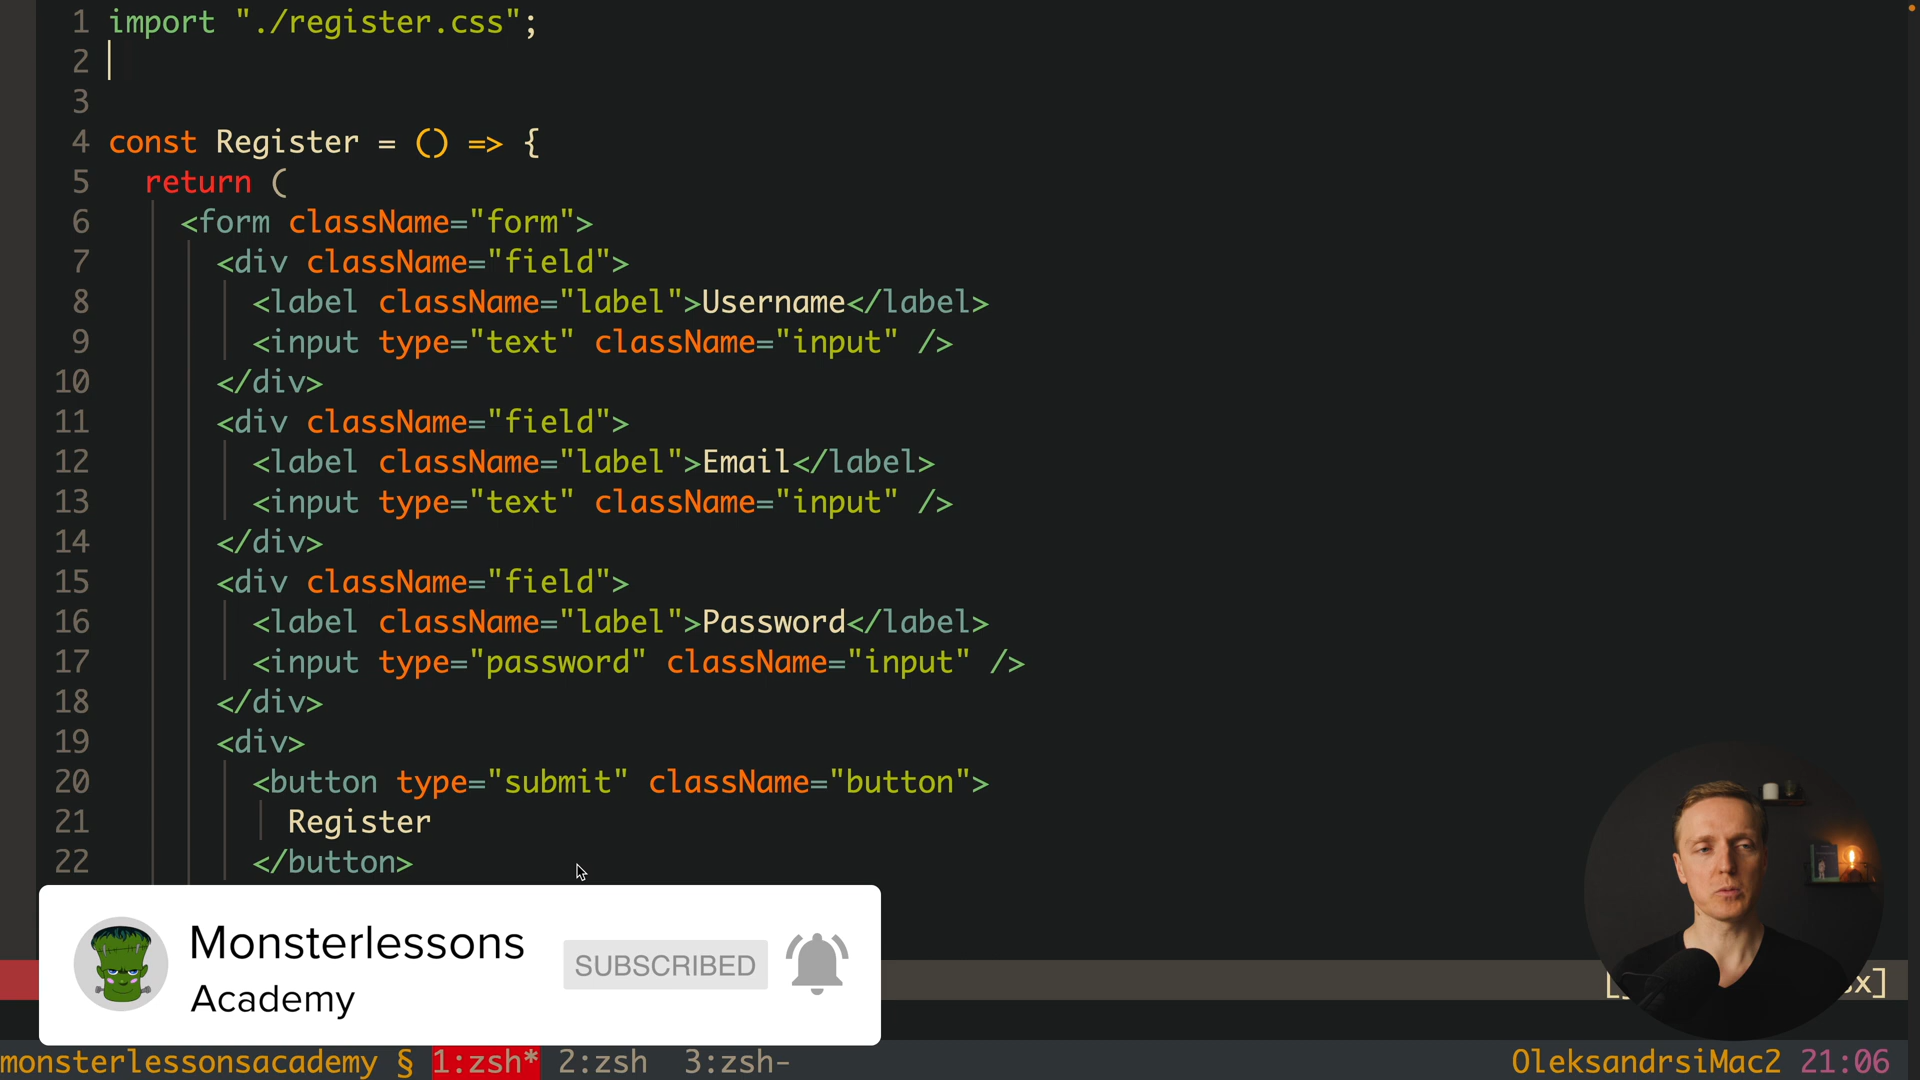 1 import "./register.css";
2
3
4 const Register = () => {
5 return (
6 <form className="form">
7 <div className="field">
8 <label className="label">Username</label>
9 <input type="text" className="input" />
10 </div>
11 <div className="field">
12 <label className="label">Email</label>
13 <input type="text" className="input" />
14 </div>
15 <div className="field">
16 <label className="label">Password</label>
17 <input type="password" className="input" />
18 </div>
19 <div>
20 <button type="submit" className="button">
21 Register
22 </button>
Monsterlessons
Academy
SUBSCRIBED
monsterlessonsacademy § 1:zsh* 2:zsh 3:zsh- OleksandrsiMac2 21:06